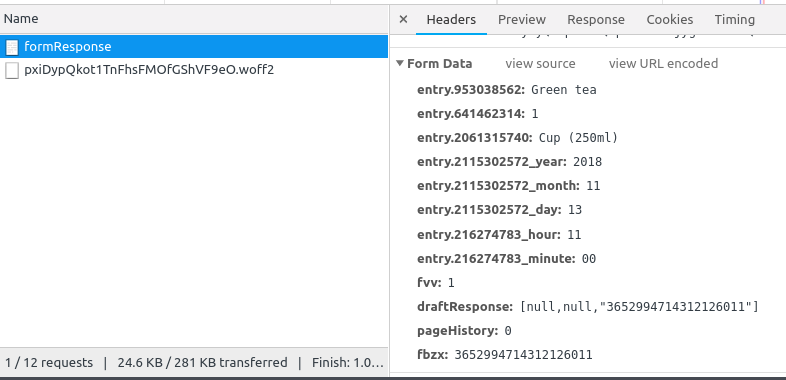 Name
formResponse
pxiDypQkot1TnFhsFMOfGShVF9eO.woff2
1 / 12 requests | 24.6 KB / 281 KB transferred | Finish: 1.0…
× Headers Preview Response Cookies Timing
▼ Form Data view source view URL encoded
entry.953038562: Green tea
entry.641462314: 1
entry.2061315740: Cup (250ml)
entry.2115302572_year: 2018
entry.2115302572_month: 11
entry.2115302572_day: 13
entry.216274783_hour: 11
entry.216274783_minute: 00
fvv: 1
draftResponse: [null,null,"3652994714312126011"]
pageHistory: 0
fbzx: 3652994714312126011